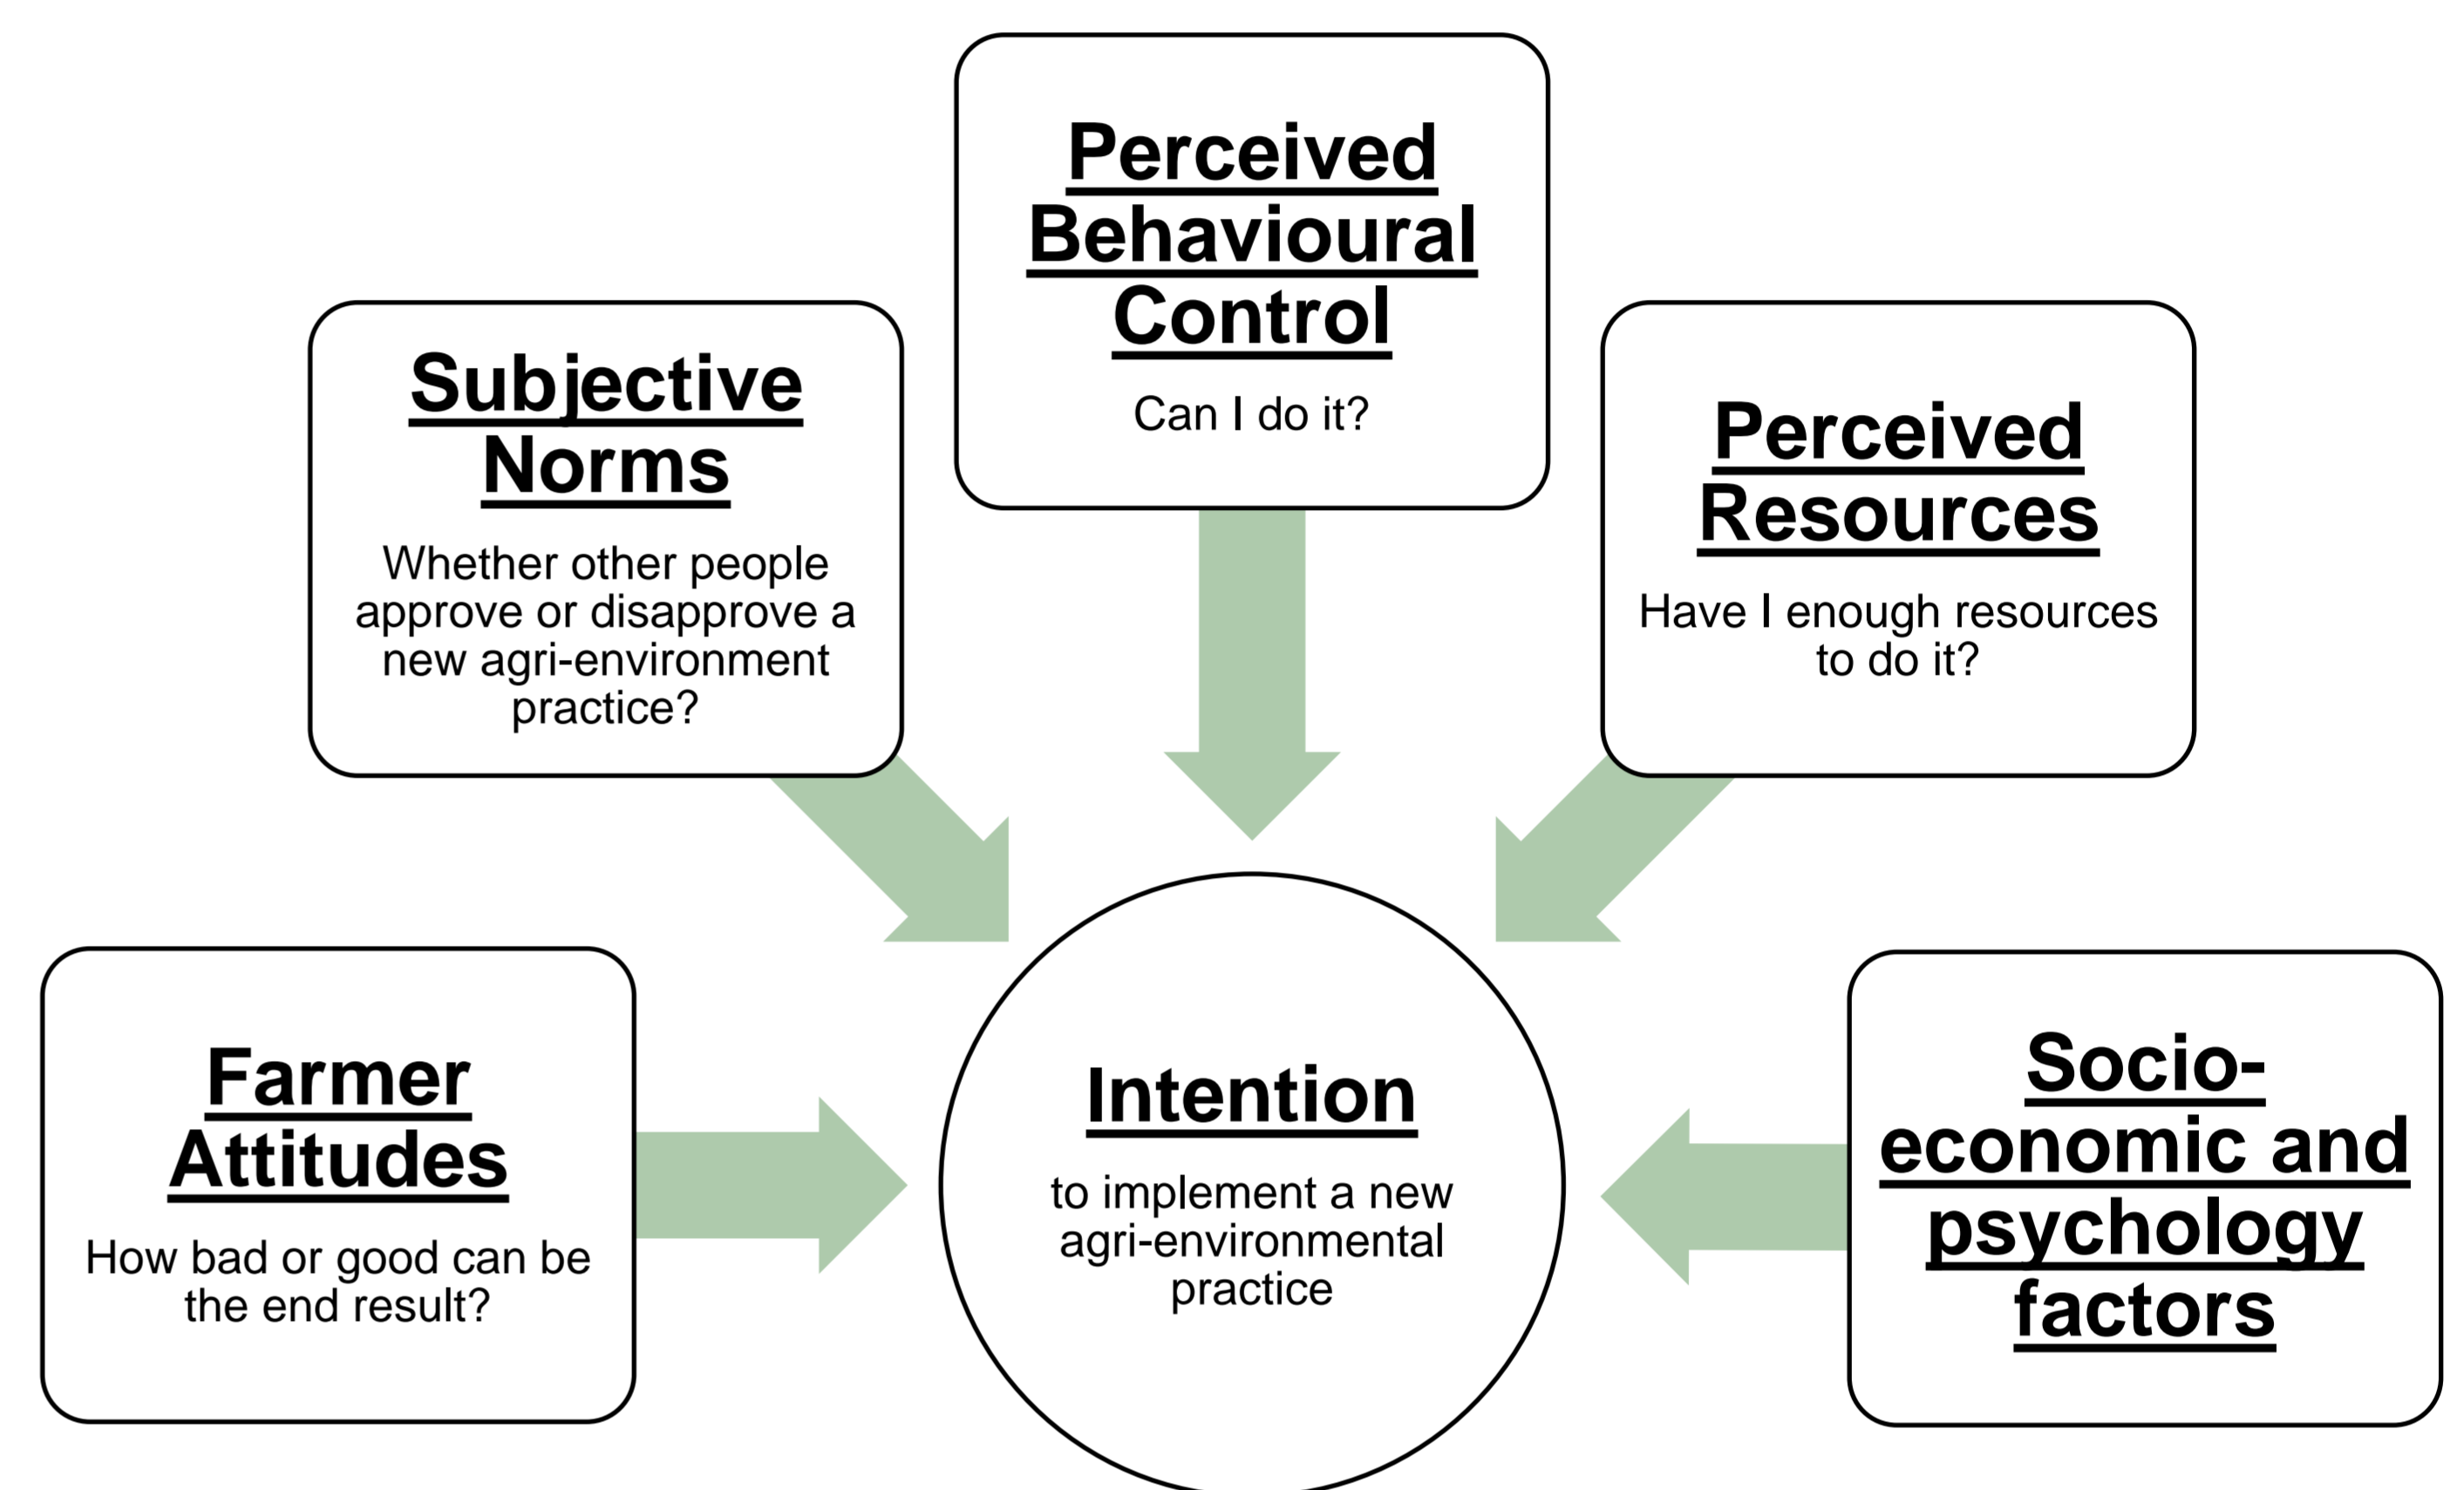 Perceived
Behavioural
Control
Can I do it?
Subjective
Norms
Whether other people
approve or disapprove a
new agri-environment
practice?
Perceived
Resources
Have I enough resources
to do it?
Farmer
Attitudes
How bad or good can be
the end result?
Intention
to implement a new
agri-environmental
practice
Socio-
economic and
psychology
factors